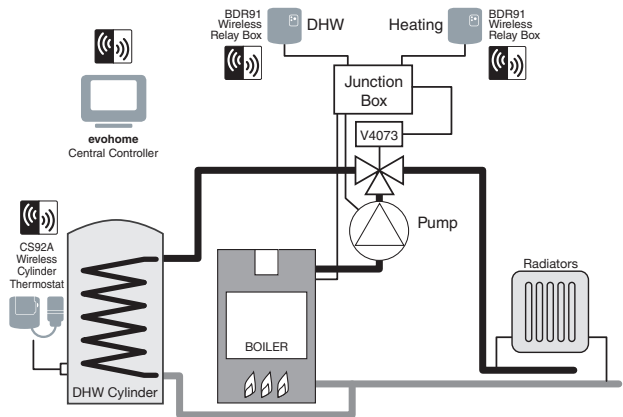 BDR91
Wireless
Relay Box
DHW
Heating
BDR91
Wireless
Relay Box
Junction
Box
evohome
Central Controller
V4073
CS92A
Wireless
Cylinder
Thermostat
Pump
Radiators
BOILER
DHW Cylinder